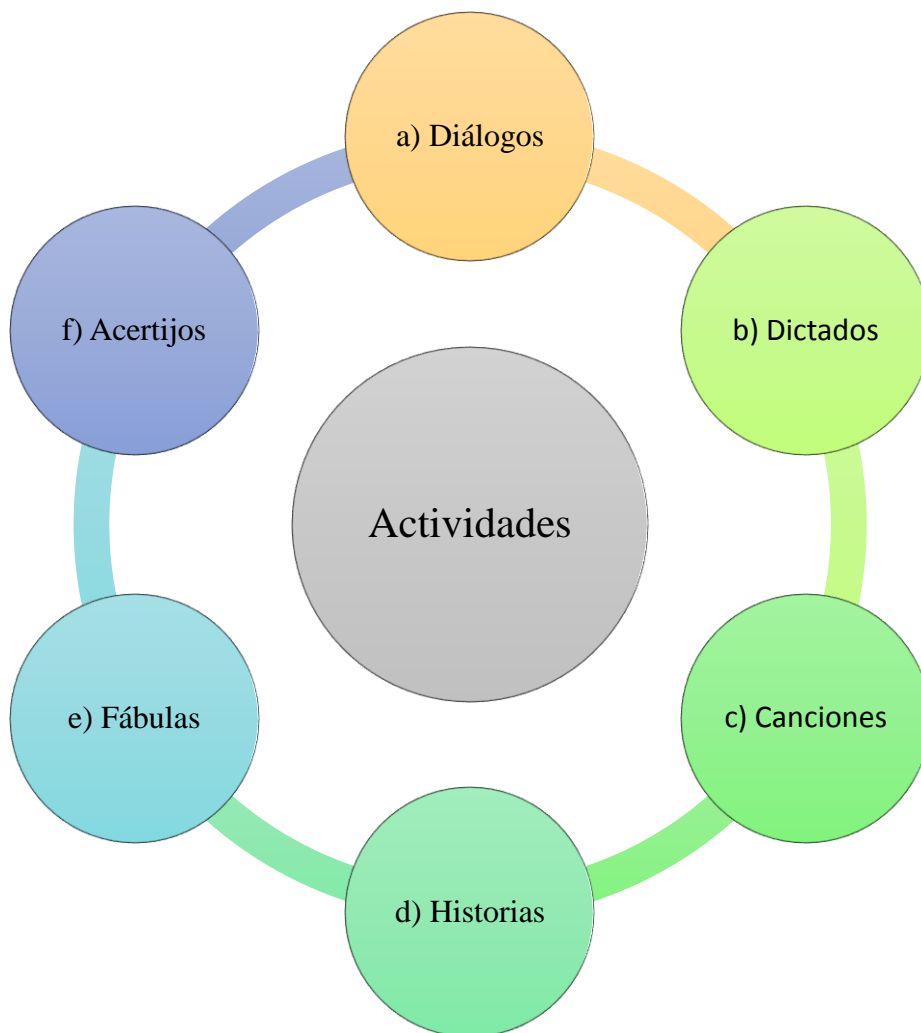 a) Diálogos
b) Dictados
c) Canciones
d) Historias
e) Fábulas
f) Acertijos
Actividades